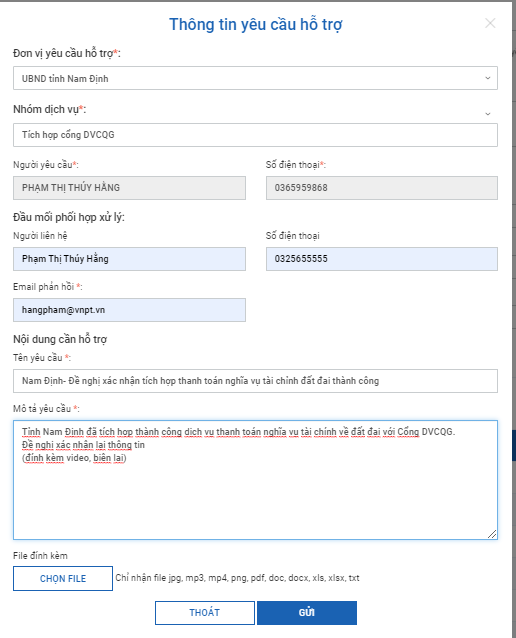 Thông tin yêu cầu hỗ trợ
Đơn vị yêu cầu hỗ trợ*:
UBND tỉnh Nam Định
Nhóm dịch vụ*:
Tích hợp cổng DVCQG
Người yêu cầu*: Số điện thoại*:
PHẠM THỊ THỦY HẰNG 0365959868
Đầu mối phối hợp xử lý:
Người liên hệ Số điện thoại
Phạm Thị Thúy Hằng 0325655555
Email phản hồi *:
hangpham@vnpt.vn
Nội dung cần hỗ trợ
Tên yêu cầu *:
Nam Định- Đề nghị xác nhận tích hợp thanh toán nghĩa vụ tài chỉnh đất đai thành công
Mô tả yêu cầu *:
Tỉnh Nam Định đã tích hợp thành công dịch vụ thanh toán nghĩa vụ tài chính về đất đai với Cổng DVCQG.
Đề nghị xác nhận lại thông tin
(đính kèm video, biên lai)
File đính kèm
CHỌN FILE Chỉ nhận file jpg, mp3, mp4, png, pdf, doc, docx, xls, xlsx, txt
THOÁT GỬI